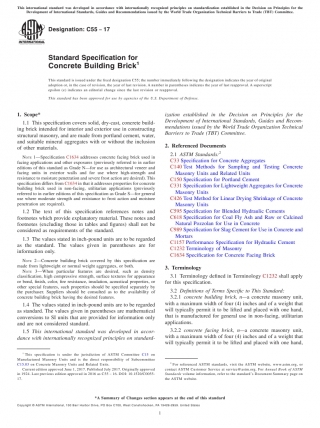 This international standard was developed in accordance with internationally recognized principles on standardization established in the Decision on Principles for the
Development of International Standards, Guides and Recommendations issued by the World Trade Organization Technical Barriers to Trade (TBT) Committee.
Designation: C55 − 17
Standard Specification for
Concrete Building Brick¹
This standard is issued under the fixed designation C55; the number immediately following the designation indicates the year of original
adoption or, in the case of revision, the year of last revision. A number in parentheses indicates the year of last reapproval. A superscript
epsilon (ε) indicates an editorial change since the last revision or reapproval.
This standard has been approved for use by agencies of the U.S. Department of Defense.
1. Scope*
1.1 This specification covers solid, dry-cast, concrete build-
ing brick intended for interior and exterior use in constructing
structural masonry, and are made from portland cement, water,
and suitable mineral aggregates with or without the inclusion
of other materials.
NOTE 1—Specification C1634 addresses concrete facing brick used in
facing applications and other exposures (previously referred to in earlier
editions of this standard as Grade N—for use as architectural veneer and
facing units in exterior walls and for use where high-strength and
resistance to moisture penetration and severe frost action are desired). This
specification differs from C1634 in that it addresses properties for concrete
building brick used in non-facing, utilitarian applications (previously
referred to in earlier editions of this specification as Grade S—for general
use where moderate strength and resistance to frost action and moisture
penetration are required).
1.2 The text of this specification references notes and
footnotes which provide explanatory material. These notes and
footnotes (excluding those in tables and figures) shall not be
considered as requirements of the standard.
1.3 The values stated in inch-pound units are to be regarded
as the standard. The values given in parentheses are for
information only.
NOTE 2—Concrete building brick covered by this specification are
made from lightweight or normal weight aggregates, or both.
NOTE 3—When particular features are desired, such as density
classification, high compressive strength, surface textures for appearance
or bond, finish, color, fire resistance, insulation, acoustical properties, or
other special features, such properties should be specified separately by
the purchaser. Suppliers should be consulted as to the availability of
concrete building brick having the desired features.
1.4 The values stated in inch-pound units are to be regarded
as standard. The values given in parentheses are mathematical
conversions to SI units that are provided for information only
and are not considered standard.
1.5 This international standard was developed in accor-
dance with internationally recognized principles on standard-
¹ This specification is under the jurisdiction of ASTM Committee C15 on
Manufactured Masonry Units and is the direct responsibility of Subcommittee
C15.03 on Concrete Masonry Units and Related Units.
Current edition approved June 1, 2017. Published July 2017. Originally approved
in 1924. Last previous edition approved in 2016 as C55 – 16.
ization established in the Decision on Principles for the
Development of International Standards, Guides and Recom-
mendations issued by the World Trade Organization Technical
Barriers to Trade (TBT) Committee.
2. Referenced Documents
2.1 ASTM Standards:²
C33 Specification for Concrete Aggregates
C140 Test Methods for Sampling and Testing Concrete
Masonry Units and Related Units
C150 Specification for Portland Cement
C331 Specification for Lightweight Aggregates for Concrete
Masonry Units
C426 Test Method for Linear Drying Shrinkage of Concrete
Masonry Units
C595 Specification for Blended Hydraulic Cements
C618 Specification for Coal Fly Ash and Raw or Calcined
Natural Pozzolan for Use in Concrete
C989 Specification for Slag Cement for Use in Concrete and
Mortars
C1157 Performance Specification for Hydraulic Cement
C1232 Terminology of Masonry
C1634 Specification for Concrete Facing Brick
3. Terminology
3.1 Terminology defined in Terminology C1232 shall apply
for this specification.
3.2 Definitions of Terms Specific to This Standard:
3.2.1 concrete building brick, n—a concrete masonry unit,
with a maximum width of four (4) inches and of a weight that
will typically permit it to be lifted and placed with one hand,
that is manufactured for general use in non-facing, utilitarian
applications.
3.2.2 concrete facing brick, n—a concrete masonry unit,
with a maximum width of four (4) inches and of a weight that
will typically permit it to be lifted and placed with one hand,
² For referenced ASTM standards, visit the ASTM website, www.astm.org, or
contact ASTM Customer Service at service@astm.org. For Annual Book of ASTM
Standards volume information, refer to the standard's Document Summary page on
the ASTM website.
*A Summary of Changes section appears at the end of this standard
Copyright © ASTM International, 100 Barr Harbor Drive, PO Box C700, West Conshohocken, PA 19428-2959. United States
1